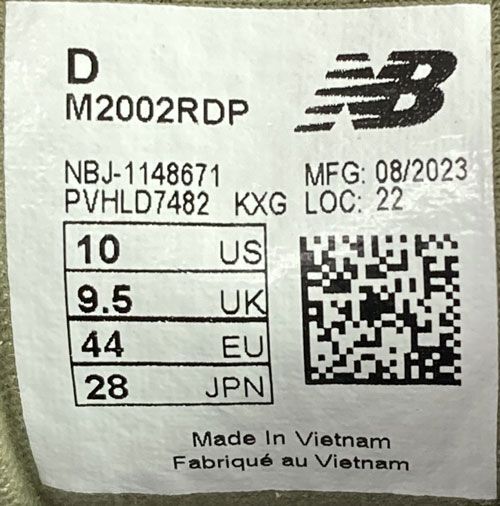 D
M2002RDP
NB
NBJ-1148671 MFG: 08/2023
PVHLD7482 KXG LOC: 22
10 US
9.5 UK
44 EU
28 JPN
Made In Vietnam
Fabriqué au Vietnam